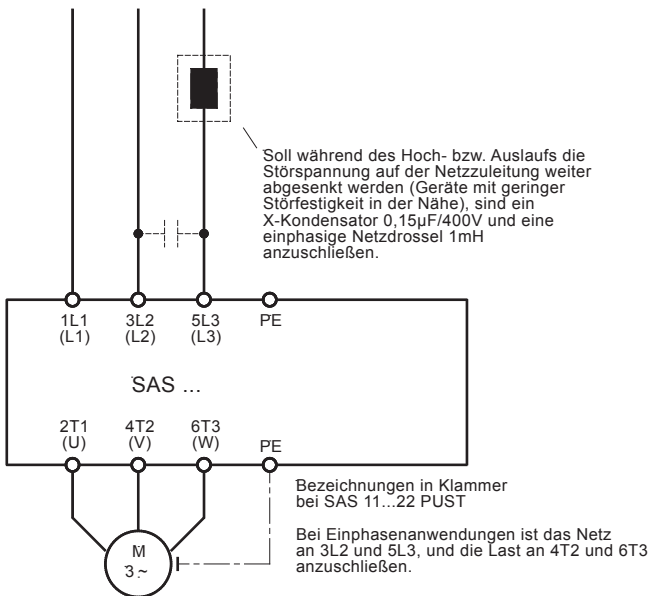 Soll während des Hoch- bzw. Auslaufs die
Störspannung auf der Netzzuleitung weiter
abgesenkt werden (Geräte mit geringer
Störfestigkeit in der Nähe), sind ein
X-Kondensator 0,15µF/400V und eine
einphasige Netzdrossel 1mH
anzuschließen.
1L1 3L2 5L3 PE
(L1) (L2) (L3)
SAS ...
2T1 4T2 6T3
(U) (V) (W) PE
Bezeichnungen in Klammer
bei SAS 11...22 PUST
Bei Einphasenanwendungen ist das Netz
an 3L2 und 5L3, und die Last an 4T2 und 6T3
anzuschließen.
M
3 ~